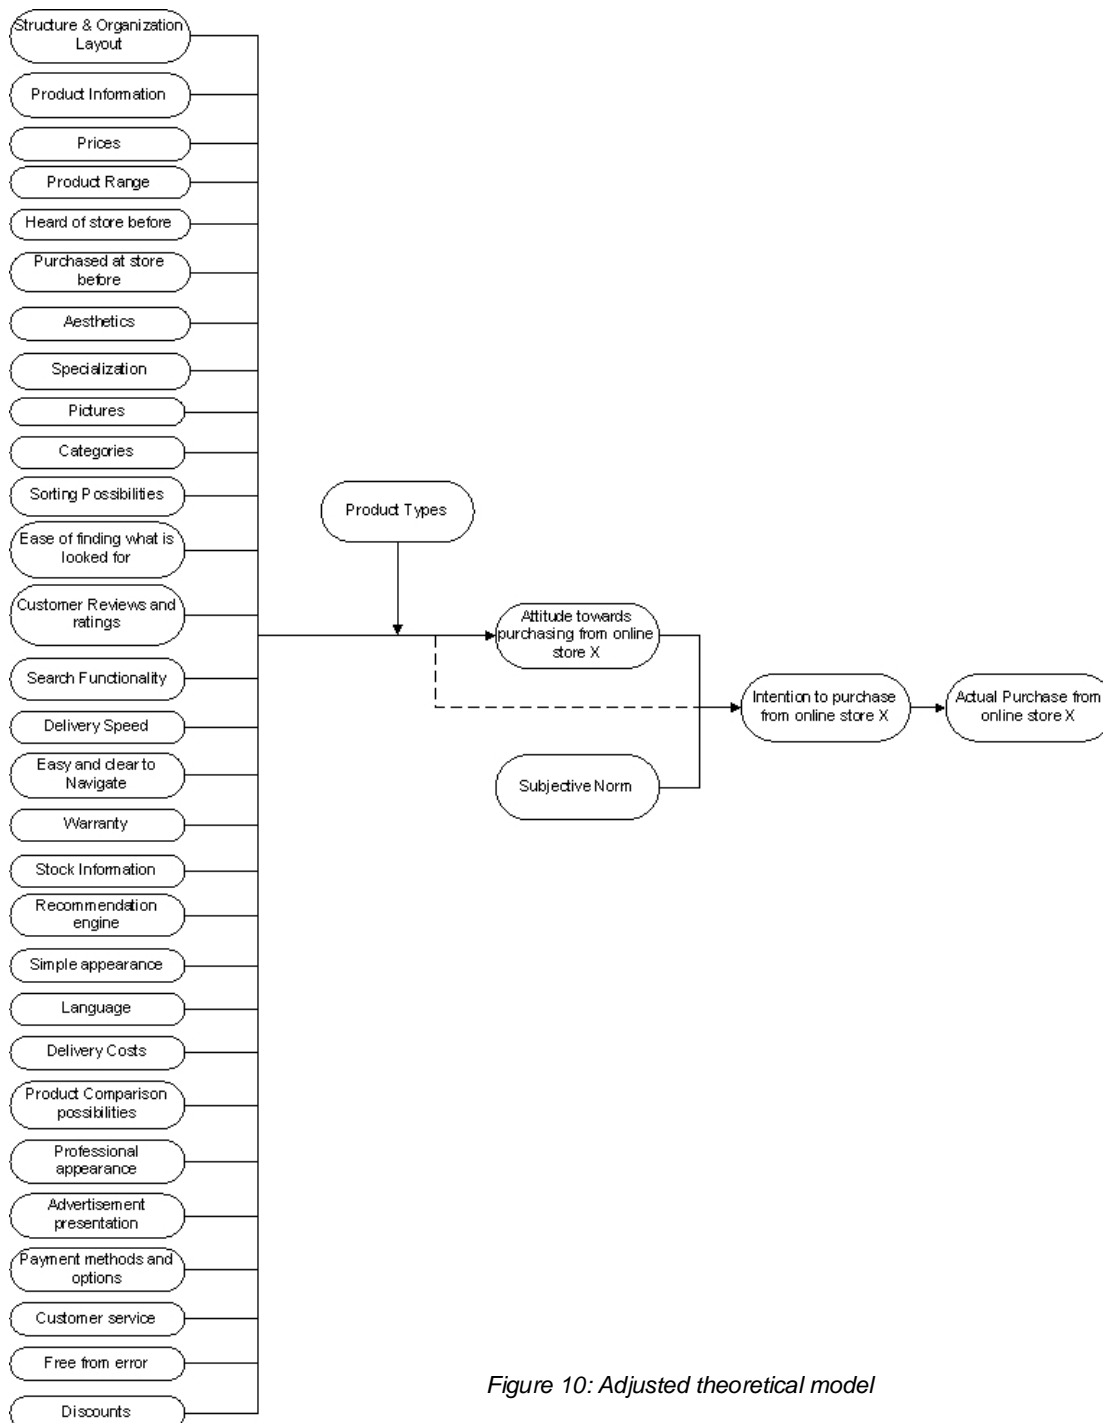 Structure & Organization
Layout
Product Information
Prices
Product Range
Heard of store before
Purchased at store
before
Aesthetics
Specialization
Pictures
Categories
Sorting Possibilities
Ease of finding what is
looked for
Customer Reviews and
ratings
Search Functionality
Delivery Speed
Easy and clear to
Navigate
Warranty
Stock Information
Recommendation
engine
Simple appearance
Language
Delivery Costs
Product Comparison
possibilities
Professional
appearance
Advertisement
presentation
Payment methods and
options
Customer service
Free from error
Discounts
Product Types
Attitude towards
purchasing from online
store X
Subjective Norm
Intention to purchase
from online store X
Actual Purchase from
online store X
Figure 10: Adjusted theoretical model